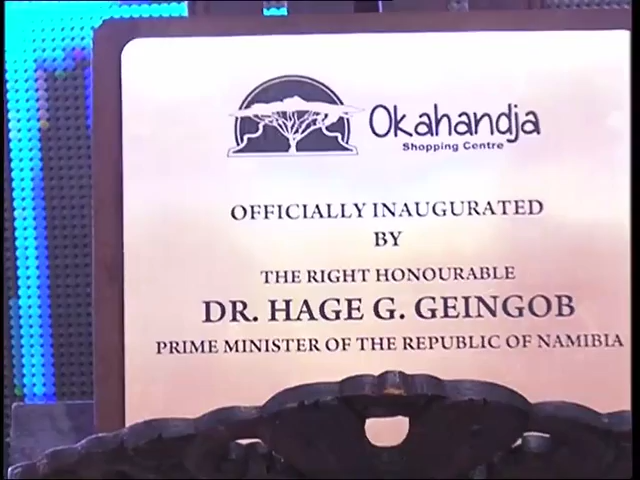 Okahandja
Shopping Centre
OFFICIALLY INAUGURATED
BY
THE RIGHT HONOURABLE
DR. HAGE G. GEINGOB
PRIME MINISTER OF THE REPUBLIC OF NAMIBIA